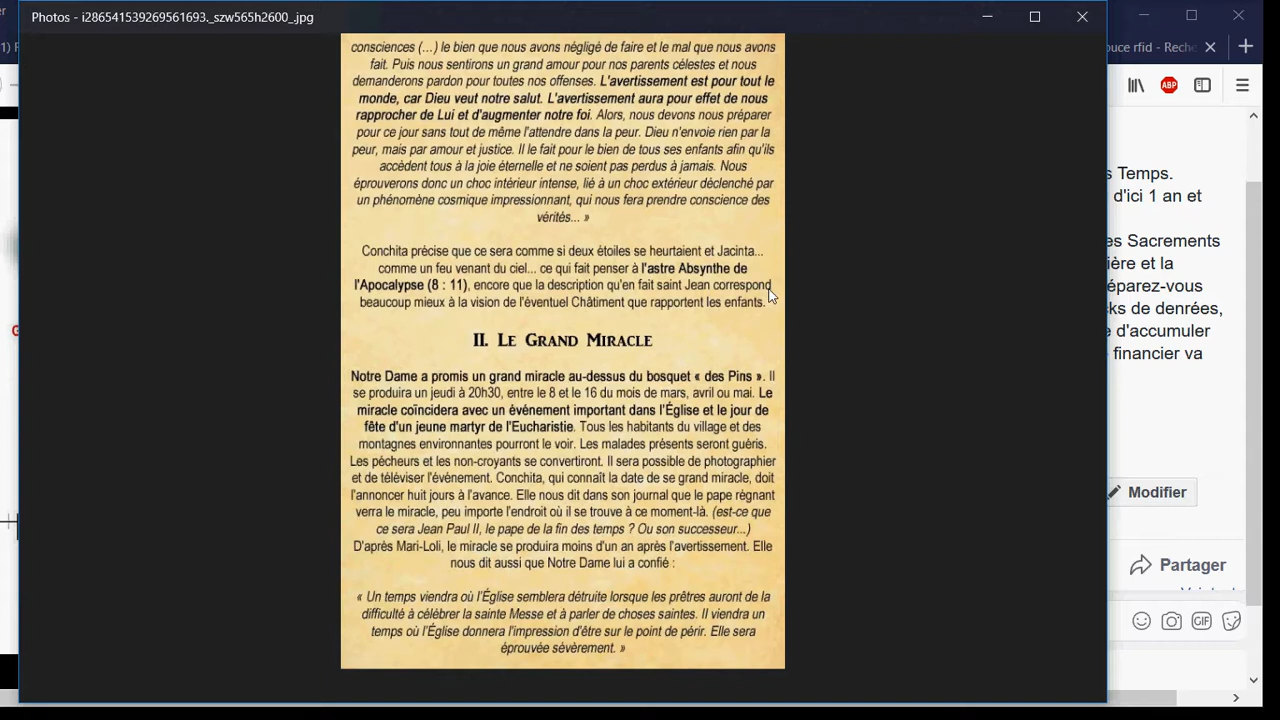 Photos - i286541539269561693._szw565h2600_.jpg
consciences (...) le bien que nous avons négligé de faire et le mal que nous avons
fait. Puis nous sentirons un grand amour pour nos parents célestes et nous
demanderons pardon pour toutes nos offenses. L'avertissement est pour tout le
monde, car Dieu veut notre salut. L'avertissement aura pour effet de nous
rapprocher de Lui et d'augmenter notre foi. Alors, nous devons nous préparer
pour ce jour sans tout de même l'attendre dans la peur. Dieu n'envoie rien par la
peur, mais par amour et justice. Il le fait pour le bien de tous ses enfants afin qu'ils
accèdent tous à la joie éternelle et ne soient pas perdus à jamais. Nous
éprouverons donc un choc intérieur intense, lié à un choc extérieur déclenché par
un phénomène cosmique impressionnant, qui nous fera prendre conscience des
vérités... »
Conchita précise que ce sera comme si deux étoiles se heurtaient et Jacinta...
comme un feu venant du ciel... ce qui fait penser à l'astre Absynthe de
l'Apocalypse (8 : 11), encore que la description qu'en fait saint Jean correspond
beaucoup mieux à la vision de l'éventuel Châtiment que rapportent les enfants.
II. Le Grand Miracle
Notre Dame a promis un grand miracle au-dessus du bosquet « des Pins ». Il
se produira un jeudi à 20h30, entre le 8 et le 16 du mois de mars, avril ou mai. Le
miracle coïncidera avec un événement important dans l'Église et le jour de
fête d'un jeune martyr de l'Eucharistie. Tous les habitants du village et des
montagnes environnantes pourront le voir. Les malades présents seront guéris.
Les pécheurs et les non-croyants se convertiront. Il sera possible de photographier
et de téléviser l'événement. Conchita, qui connaît la date de se grand miracle, doit
l'annoncer huit jours à l'avance. Elle nous dit dans son journal que le pape régnant
verra le miracle, peu importe l'endroit où il se trouve à ce moment-là. (est-ce que
ce sera Jean Paul II, le pape de la fin des temps ? Ou son successeur...)
D'après Mari-Loli, le miracle se produira moins d'un an après l'avertissement. Elle
nous dit aussi que Notre Dame lui a confié :
« Un temps viendra où l'Église semblera détruite lorsque les prêtres auront de la
difficulté à célébrer la sainte Messe et à parler de choses saintes. Il viendra un
temps où l'Église donnera l'impression d'être sur le point de périr. Elle sera
éprouvée sévèrement. »
ouce rfid - Reche
ABP
s Temps.
d'ici 1 an et
es Sacrements
ière et la
éparez-vous
cks de denrées,
e d'accumuler
financier va
Modifier
Partager
GIF